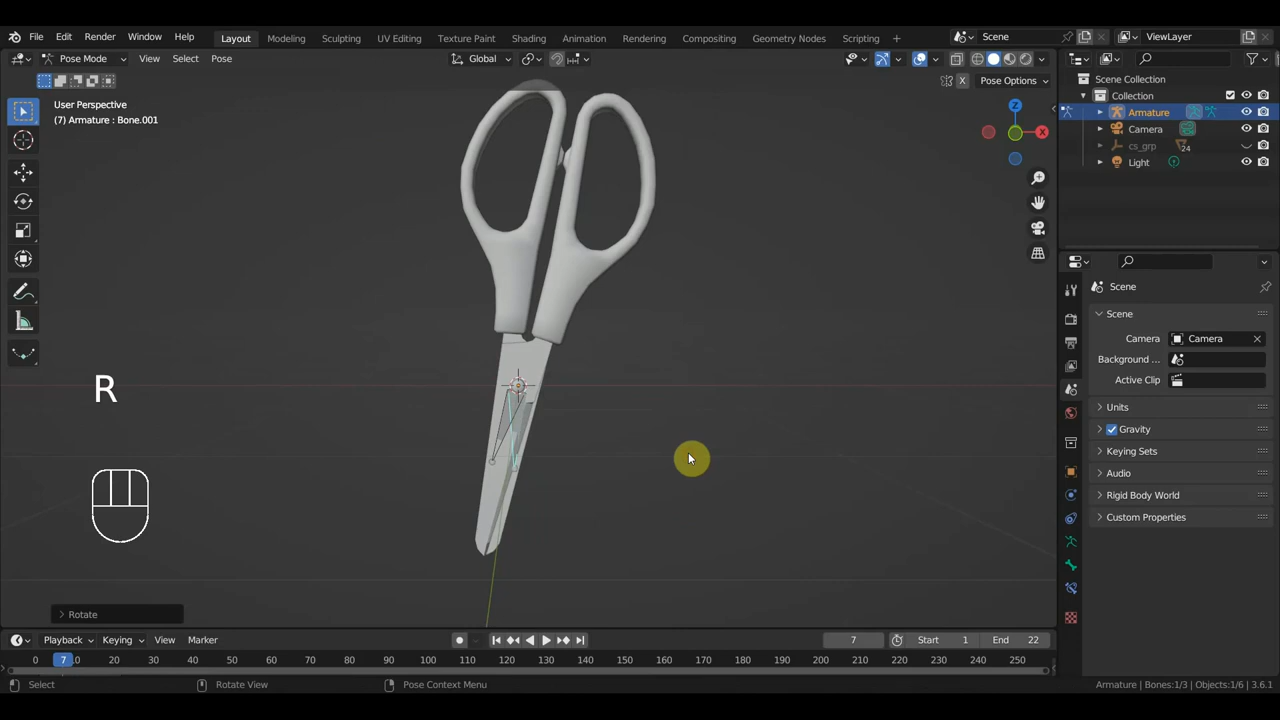 File Edit Render Window Help Layout Modeling Sculpting UV Editing Texture Paint Shading Animation Rendering Compositing Geometry Nodes Scripting + Scene ViewLayer
Pose Mode View Select Pose Global
X Pose Options
Scene Collection
Collection
Armature
Camera
cs_grp 24
Light
User Perspective
(7) Armature : Bone.001
Z
X
R
Scene
Scene
Camera Camera
Background ...
Active Clip
Units
Gravity
Keying Sets
Audio
Rigid Body World
Custom Properties
Rotate
Playback Keying View Marker 7 Start 1 End 22
0 7 10 20 30 40 50 60 70 80 90 100 110 120 130 140 150 160 170 180 190 200 210 220 230 240 250
Select Rotate View Pose Context Menu Armature | Bones:1/3 | Objects:1/6 | 3.6.1